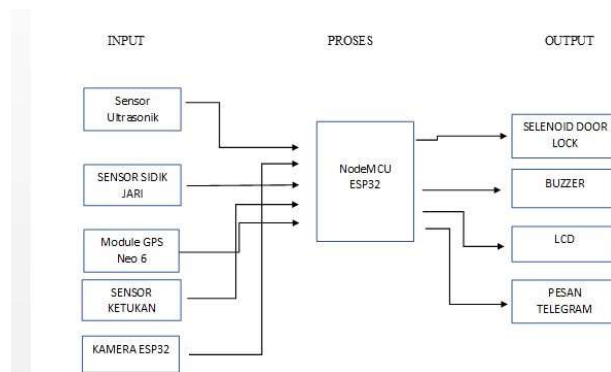 INPUT
PROSES
OUTPUT
Sensor
Ultrasonik
SENSOR SIDIK
JARI
Module GPS
Neo 6
SENSOR
KETUKAN
KAMERA ESP32
NodeMCU
ESP32
SELENOID DOOR
LOCK
BUZZER
LCD
PESAN
TELEGRAM